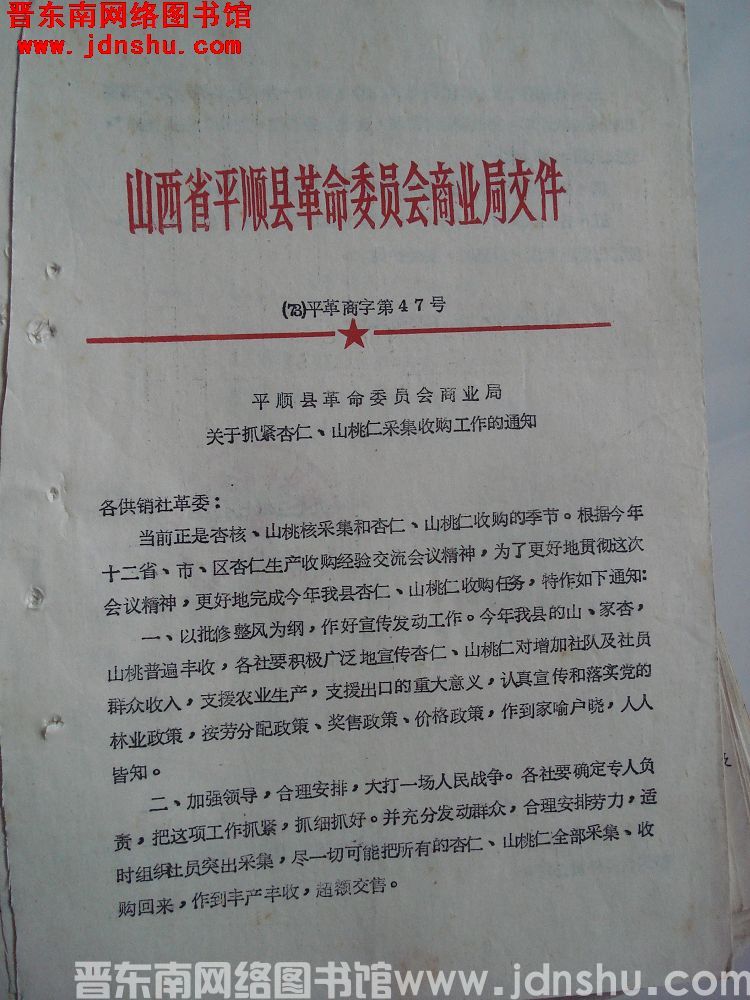 晋东南网络图书馆
www.jdnshu.com
山西省平顺县革命委员会商业局文件
(73)平革商字第47号
平顺县革命委员会商业局
关于抓紧杏仁、山桃仁采集收购工作的通知
各供销社革委：
当前正是杏核、山桃核采集和杏仁、山桃仁收购的季节。根据今年
十二省、市、区杏仁生产收购经验交流会议精神，为了更好地贯彻这次
会议精神，更好地完成今年我县杏仁、山桃仁收购任务，特作如下通知：
一、以批修整风为纲，作好宣传发动工作。今年我县的山、家杏，
山桃普遍丰收，各社要积极广泛地宣传杏仁、山桃仁对增加社队及社员
群众收入，支援农业生产，支援出口的重大意义，认真宣传和落实党的
林业政策，按劳分配政策、奖售政策、价格政策，作到家喻户晓，人人
皆知。
二、加强领导，合理安排，大打一场人民战争。各社要确定专人负
责，把这项工作抓紧，抓细抓好。并充分发动群众，合理安排劳力，适
时组织社员突出采集，尽一切可能把所有的杏仁、山桃仁全部采集、收
购回来，作到丰产丰收，超额交售。
晋东南网络图书馆www.jdnshu.com